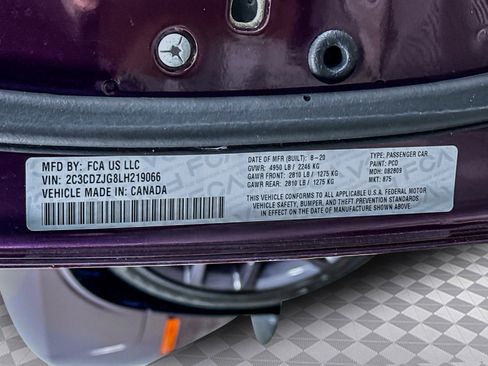 MFD BY: FCA US LLC
VIN: 2C3CDZJG8LH219066
VEHICLE MADE IN: CANADA
DATE OF MFR (BUILT): 8-20
GVWR: 4950 LB / 2246 KG
GAWR FRONT: 2810 LB / 1275 KG
GAWR REAR: 2810 LB / 1275 KG
TYPE: PASSENGER CAR
PAINT: PCD
MDH: 082809
MKT: 875
THIS VEHICLE CONFORMS TO ALL APPLICABLE U.S.A. FEDERAL MOTOR
VEHICLE SAFETY, BUMPER, AND THEFT PREVENTION STANDARDS
IN EFFECT ON THE DATE OF MANUFACTURE SHOWN ABOVE.